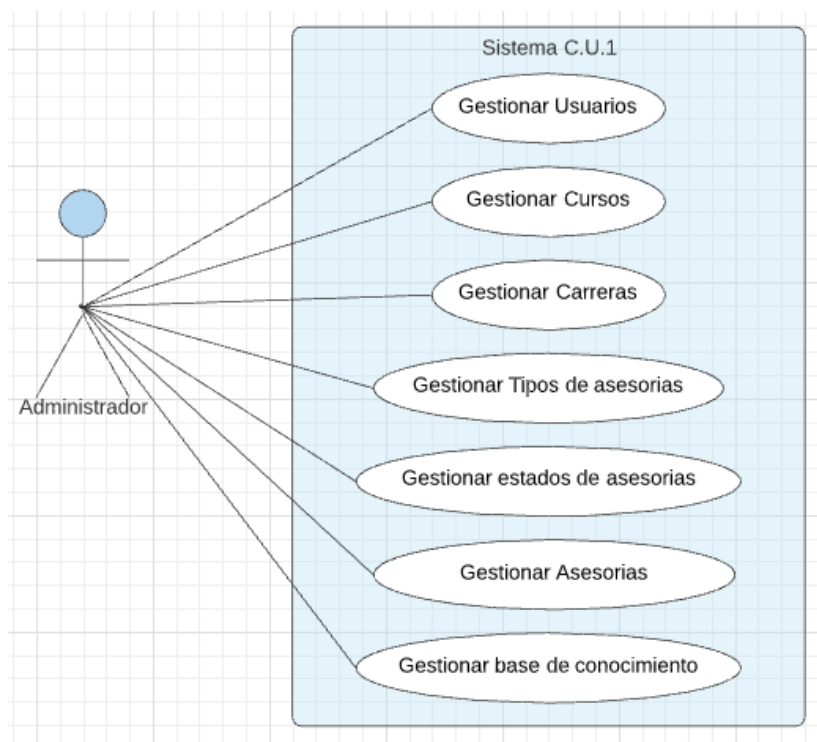 Sistema C.U.1
Gestionar Usuarios
Gestionar Cursos
Gestionar Carreras
Gestionar Tipos de asesorias
Administrador
Gestionar estados de asesorias
Gestionar Asesorias
Gestionar base de conocimiento